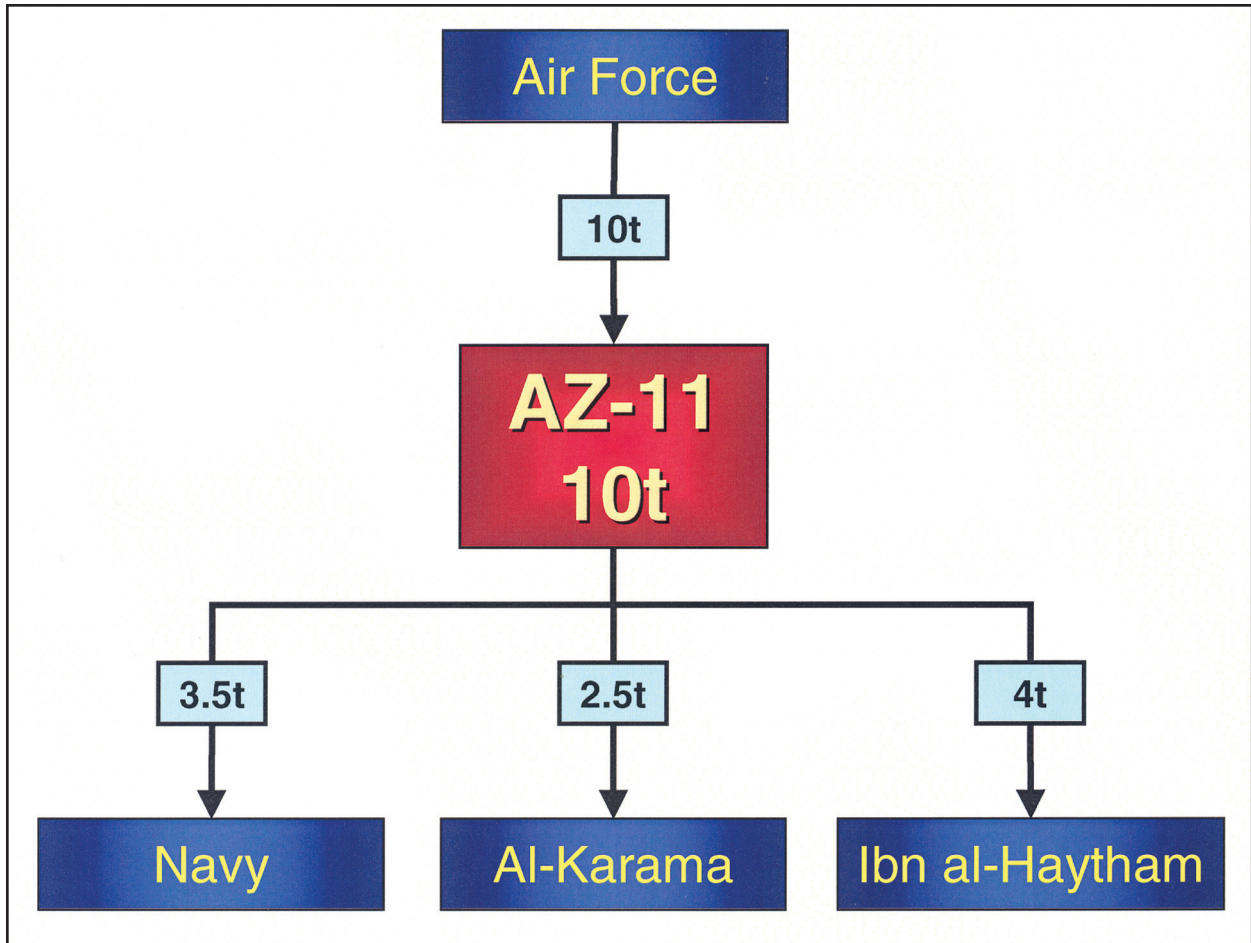 Air Force
10t
AZ-11
10t
3.5t
2.5t
4t
Navy
Al-Karama
Ibn al-Haytham